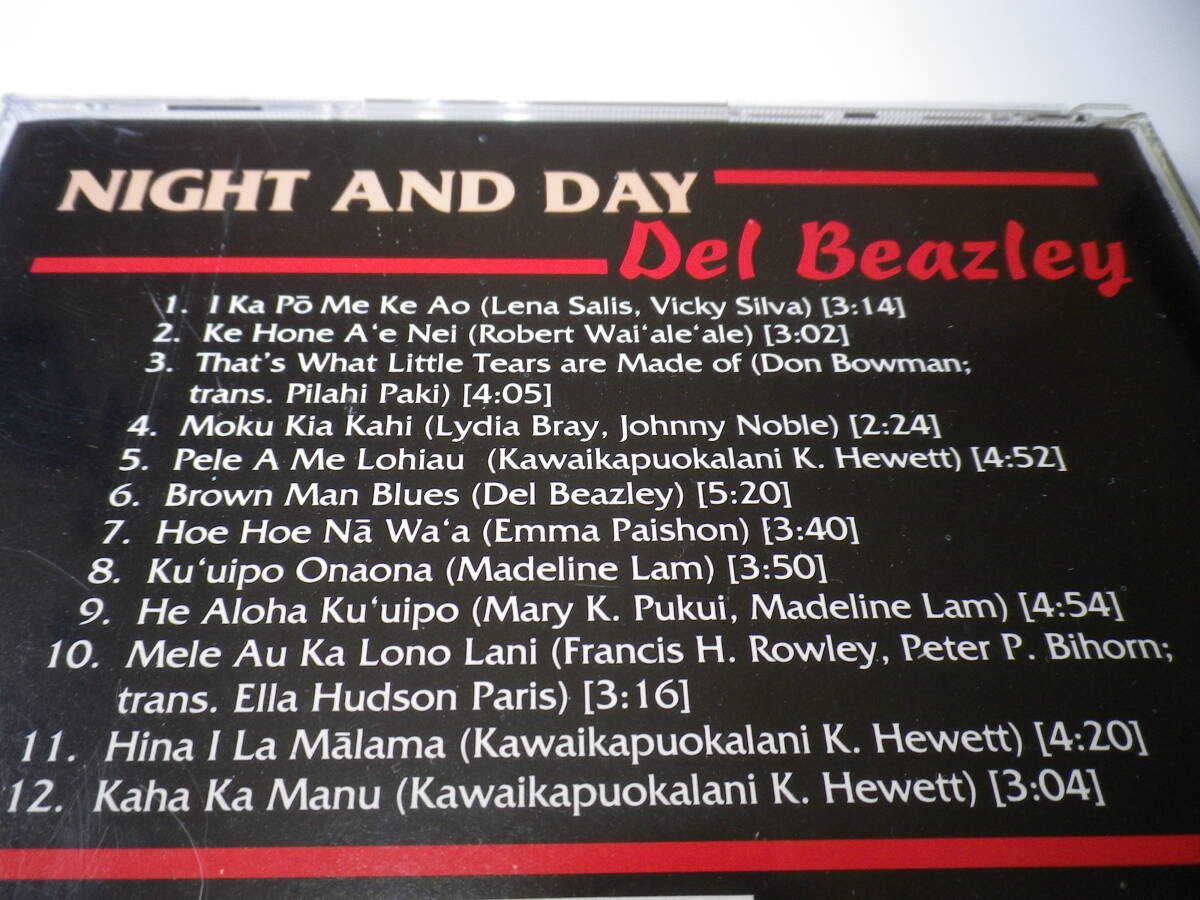 NIGHT AND DAY
Del Beazley
1. I Ka Pō Me Ke Ao (Lena Salis, Vicky Silva) [3:14]
2. Ke Hone A‘e Nei (Robert Wai‘ale‘ale) [3:02]
3. That's What Little Tears are Made of (Don Bowman;
trans. Pilahi Paki) [4:05]
4. Moku Kia Kahi (Lydia Bray, Johnny Noble) [2:24]
5. Pele A Me Lohiau (Kawaikapuokalani K. Hewett) [4:52]
6. Brown Man Blues (Del Beazley) [5:20]
7. Hoe Hoe Nā Wa‘a (Emma Paishon) [3:40]
8. Ku‘uipo Onaona (Madeline Lam) [3:50]
9. He Aloha Ku‘uipo (Mary K. Pukui, Madeline Lam) [4:54]
10. Mele Au Ka Lono Lani (Francis H. Rowley, Peter P. Bihorn;
trans. Ella Hudson Paris) [3:16]
11. Hina I La Mālama (Kawaikapuokalani K. Hewett) [4:20]
12. Kaha Ka Manu (Kawaikapuokalani K. Hewett) [3:04]